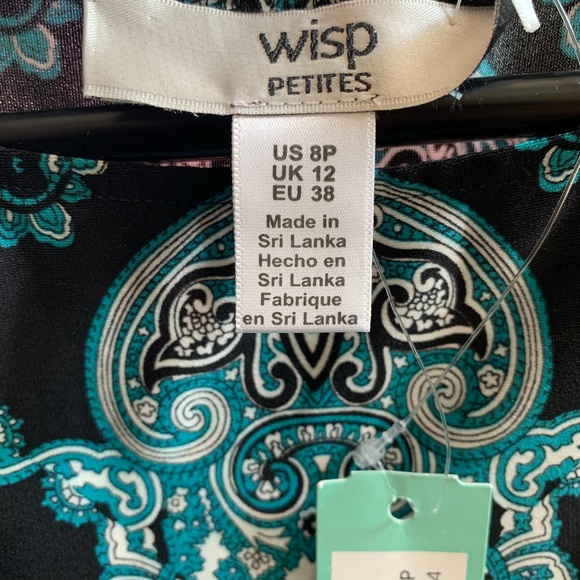 wisp
PETITES
US 8P
UK 12
EU 38
Made in
Sri Lanka
Hecho en
Sri Lanka
Fabrique
en Sri Lanka
P
4